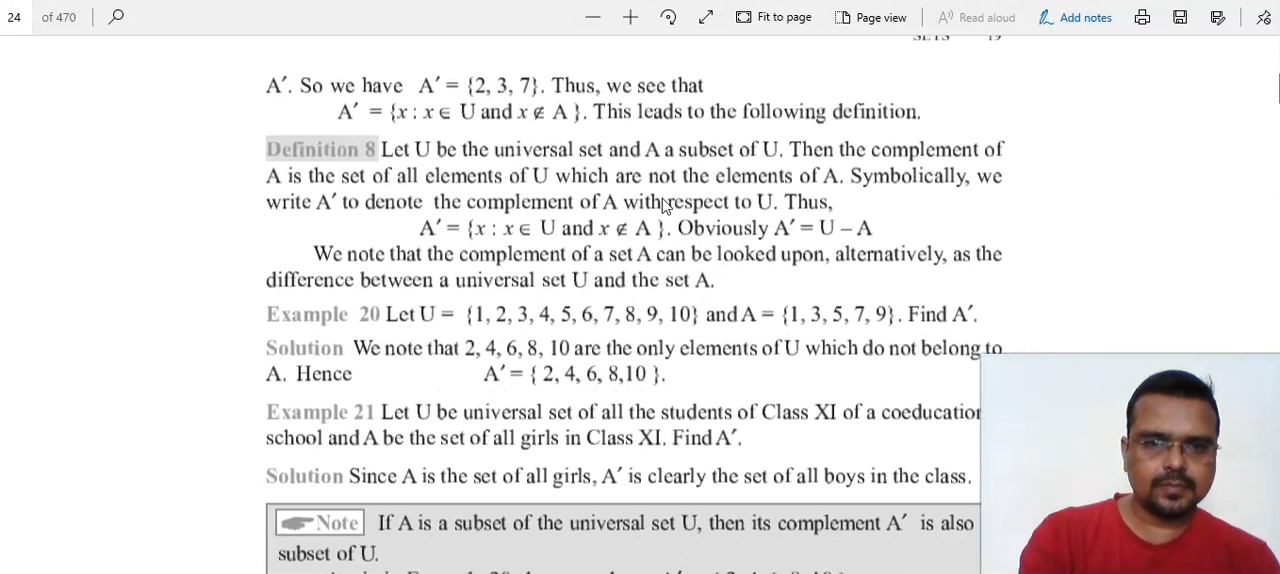 24 of 470 Fit to page Page view Read aloud Add notes
SETS 19
A′. So we have A′ = {2, 3, 7}. Thus, we see that
A′ = {x : x ∈ U and x ∉ A }. This leads to the following definition.
Definition 8 Let U be the universal set and A a subset of U. Then the complement of
A is the set of all elements of U which are not the elements of A. Symbolically, we
write A′ to denote the complement of A with respect to U. Thus,
A′ = {x : x ∈ U and x ∉ A }. Obviously A′ = U – A
We note that the complement of a set A can be looked upon, alternatively, as the
difference between a universal set U and the set A.
Example 20 Let U = {1, 2, 3, 4, 5, 6, 7, 8, 9, 10} and A = {1, 3, 5, 7, 9}. Find A′.
Solution We note that 2, 4, 6, 8, 10 are the only elements of U which do not belong to
A. Hence A′ = { 2, 4, 6, 8,10 }.
Example 21 Let U be universal set of all the students of Class XI of a coeducation
school and A be the set of all girls in Class XI. Find A′.
Solution Since A is the set of all girls, A′ is clearly the set of all boys in the class.
Note If A is a subset of the universal set U, then its complement A′ is also
subset of U.